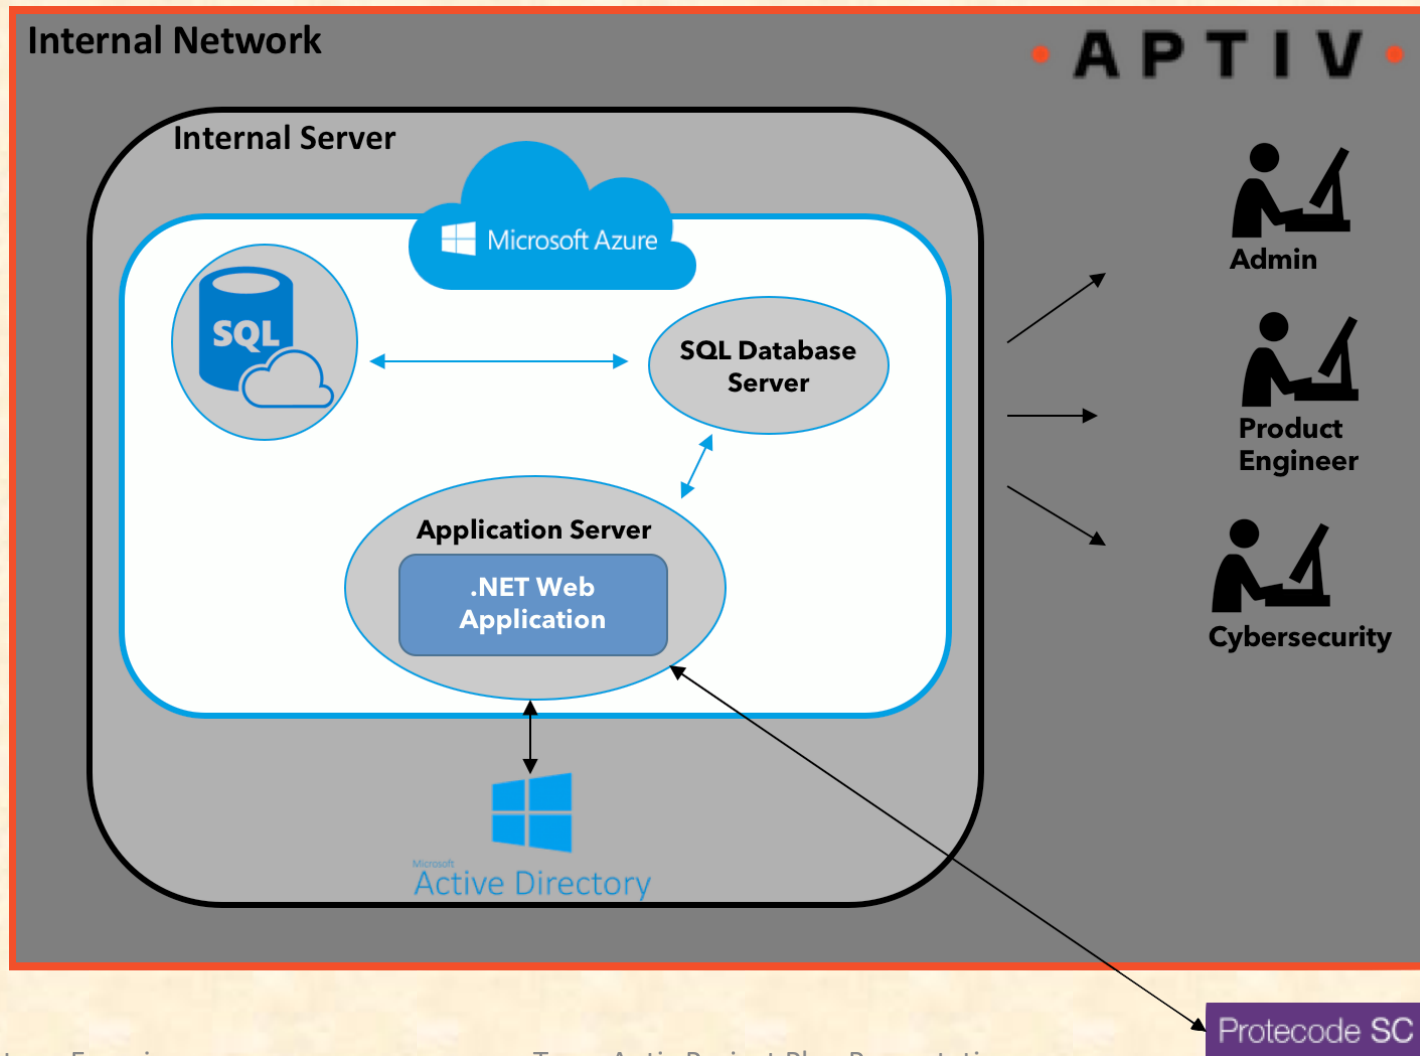 Internal Network
APTIV
Internal Server
Microsoft Azure
SQL
SQL Database
Server
Application Server
.NET Web
Application
Microsoft
Active Directory
Admin
Product
Engineer
Cybersecurity
Protecode SC